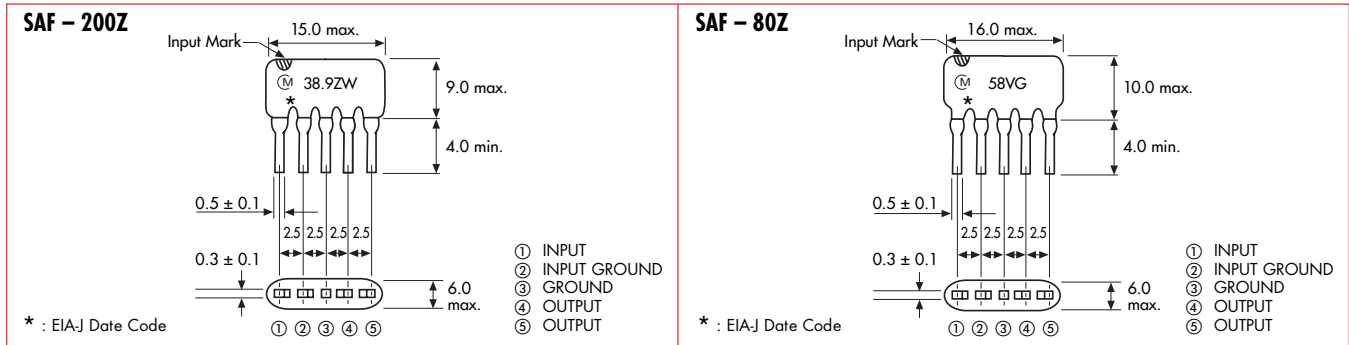 SAF – 200Z
15.0 max.
Input Mark
M 38.9ZW
*
9.0 max.
4.0 min.
0.5 ± 0.1
2.5 2.5 2.5 2.5
0.3 ± 0.1
6.0
max.
① INPUT
② INPUT GROUND
③ GROUND
④ OUTPUT
⑤ OUTPUT
* : EIA-J Date Code
① ② ③ ④ ⑤
SAF – 80Z
16.0 max.
Input Mark
M 58VG
*
10.0 max.
4.0 min.
0.5 ± 0.1
2.5 2.5 2.5 2.5
0.3 ± 0.1
6.0
max.
① INPUT
② INPUT GROUND
③ GROUND
④ OUTPUT
⑤ OUTPUT
* : EIA-J Date Code
① ② ③ ④ ⑤